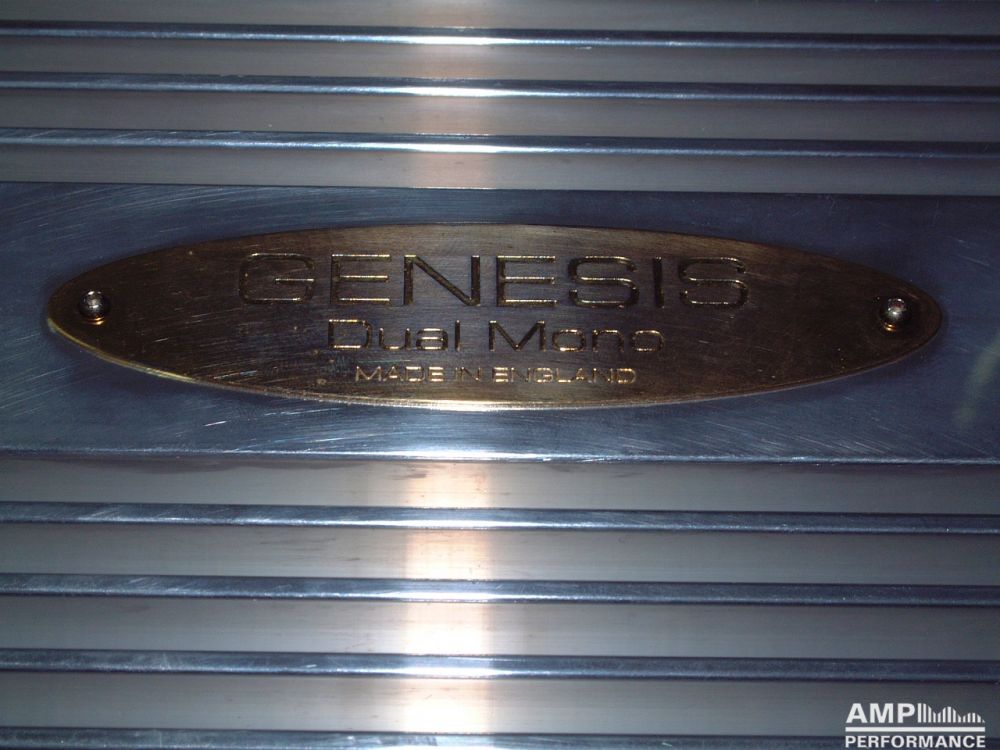 GENESIS
Dual Mono
MADE IN ENGLAND
AMP
PERFORMANCE